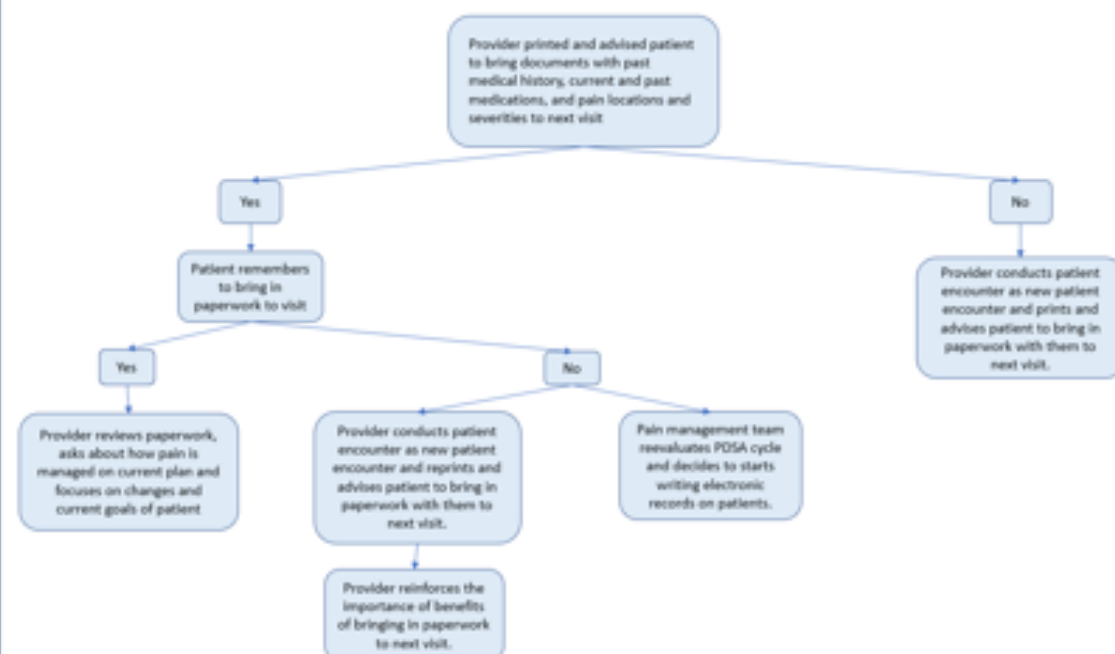 Provider printed and advised patient
to bring documents with past
medical history, current and past
medications, and pain locations and
severities to next visit
Yes
No
Patient remembers
to bring in
paperwork to visit
Provider conducts patient
encounter as new patient
encounter and prints and
advises patient to bring in
paperwork with them to
next visit.
Yes
No
Provider reviews paperwork,
asks about how pain is
managed on current plan and
focuses on changes and
current goals of patient
Provider conducts patient
encounter as new patient
encounter and reprints and
advises patient to bring in
paperwork with them to
next visit.
Pain management team
reevaluates PDSA cycle
and decides to starts
writing electronic
records on patients.
Provider reinforces the
importance of benefits
of bringing in paperwork
to next visit.